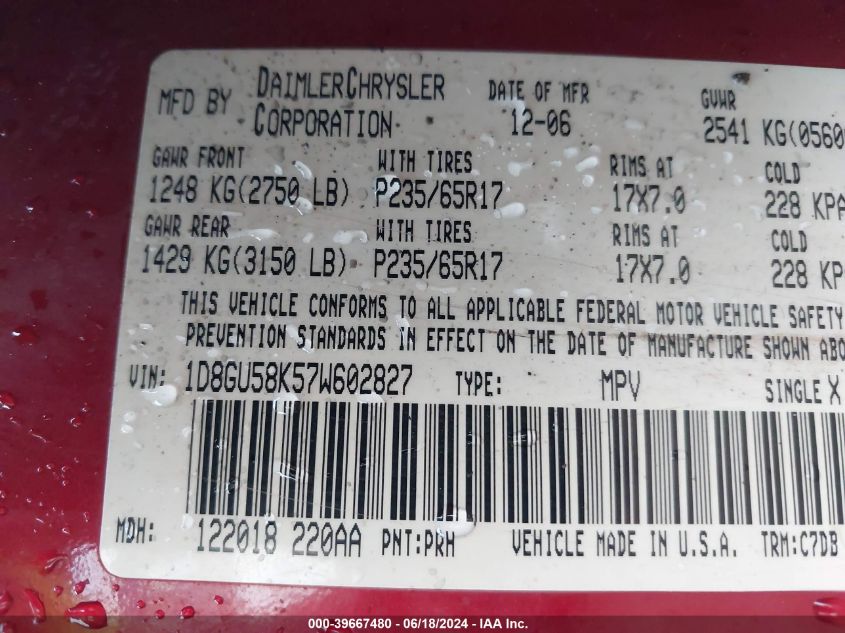 MFD BY DAIMLERCHRYSLER CORPORATION DATE OF MFR 12-06 GVWR 2541 KG(0560
GAWR FRONT WITH TIRES RIMS AT COLD
1248 KG(2750 LB) P235/65R17 17X7.0 228 KPA
GAWR REAR WITH TIRES RIMS AT COLD
1429 KG(3150 LB) P235/65R17 17X7.0 228 KP
THIS VEHICLE CONFORMS TO ALL APPLICABLE FEDERAL MOTOR VEHICLE SAFETY
PREVENTION STANDARDS IN EFFECT ON THE DATE OF MANUFACTURE SHOWN ABO
VIN: 1D8GU58K57W602827 TYPE: MPV SINGLE X
MDH: 122018 220AA PNT:PRH VEHICLE MADE IN U.S.A. TRM:C7DB
000-39667480 - 06/18/2024 - IAA Inc.